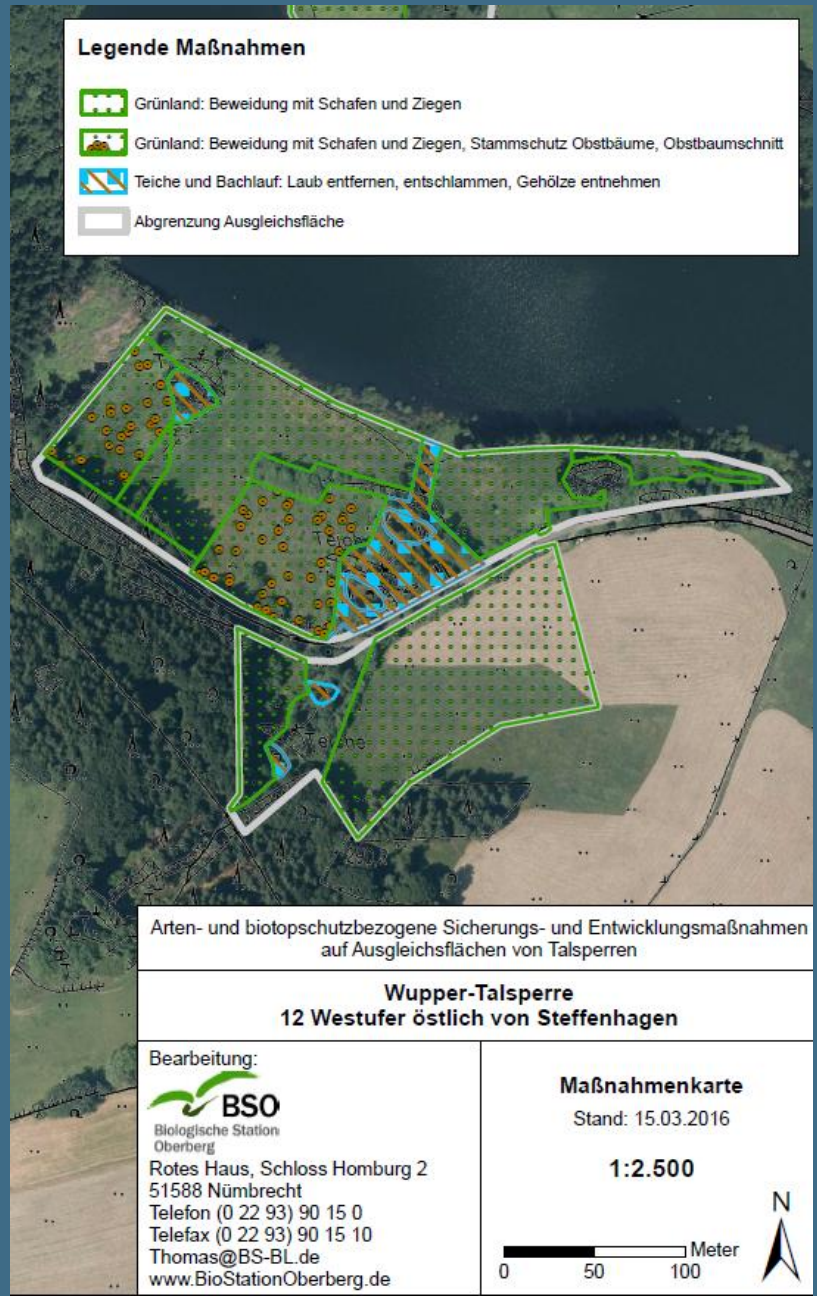 Legende Maßnahmen
Grünland: Beweidung mit Schafen und Ziegen
Grünland: Beweidung mit Schafen und Ziegen, Stammschutz Obstbäume, Obstbaumschnitt
Teiche und Bachlauf: Laub entfernen, entschlammen, Gehölze entnehmen
Abgrenzung Ausgleichsfläche
Teiche
Arten- und biotopschutzbezogene Sicherungs- und Entwicklungsmaßnahmen
auf Ausgleichsflächen von Talsperren
Wupper-Talsperre
12 Westufer östlich von Steffenhagen
Bearbeitung:
BSO
Biologische Station
Oberberg
Rotes Haus, Schloss Homburg 2
51588 Nümbrecht
Telefon (0 22 93) 90 15 0
Telefax (0 22 93) 90 15 10
Thomas@BS-BL.de
www.BioStationOberberg.de
Maßnahmenkarte
Stand: 15.03.2016
1:2.500
N
Meter
0 50 100